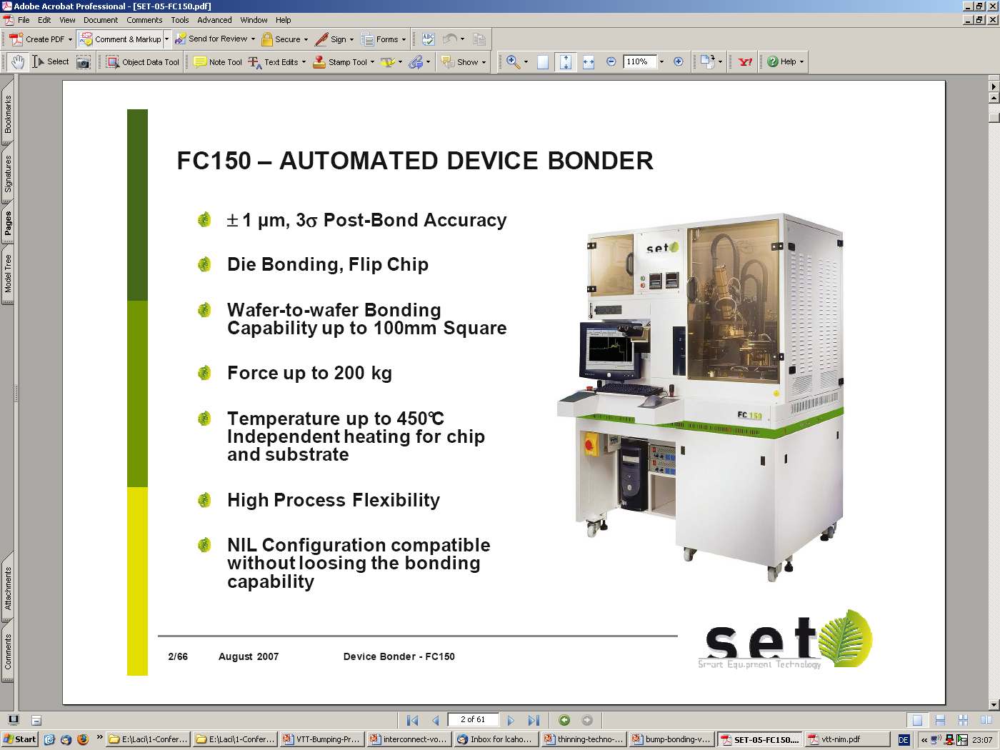 Adobe Acrobat Professional - [SET-05-FC150.pdf]
File Edit View Document Comments Tools Advanced Window Help
Create PDF Comment & Markup Send for Review Secure Sign Forms
Select Object Data Tool Note Tool Text Edits Stamp Tool Show 110% Help
Bookmarks
Signatures
Pages
Model Tree
Attachments
Comments
FC150 – AUTOMATED DEVICE BONDER
± 1 µm, 3σ Post-Bond Accuracy
Die Bonding, Flip Chip
Wafer-to-wafer Bonding
Capability up to 100mm Square
Force up to 200 kg
Temperature up to 450°C
Independent heating for chip
and substrate
High Process Flexibility
NIL Configuration compatible
without loosing the bonding
capability
set
FC 150
2/66 August 2007 Device Bonder - FC150
set
Smart Equipment Technology
2 of 61
Start » E:\Laci\1-Confer... E:\Laci\1-Confer... VTT-Bumping-Pr... interconnect-vo... Inbox for lcaho... thinning-techno... bump-bonding-v... SET-05-FC150.... vtt-nim.pdf DE « 23:07